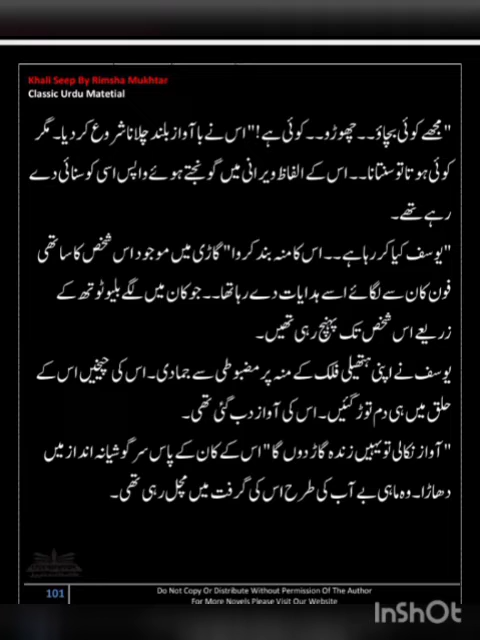 Khali Seep By Rimsha Mukhtar
Classic Urdu Matetial
"مجھے کوئی بچاؤ۔۔چھوڑو۔۔کوئی ہے!" اس نے باآواز بلند چلانا شروع کر دیا۔ مگر
کوئی ہوتا تو سنتا نا۔۔ اس کے الفاظ ویرانی میں گونجتے ہوئے واپس اسی کو سنائی دے
رہے تھے۔
"یوسف کیا کر رہا ہے۔۔ اس کا منہ بند کروا" گاڑی میں موجود اس شخص کا ساتھی
فون کان سے لگائے اسے ہدایات دے رہا تھا۔۔ جو کان میں لگے بلیو ٹوتھ کے
زریعے اس شخص تک پہنچ رہی تھیں۔
یوسف نے اپنی ہتھیلی فلک کے منہ پر مضبوطی سے جما دی۔ اس کی چیخیں اس کے
حلق میں ہی دم توڑ گئیں۔ اس کی آواز دب گئی تھی۔
"آواز نکالی تو یہیں زندہ گاڑ دوں گا" اس کے کان کے پاس سرگوشیانہ انداز میں
دھاڑا۔ وہ ماہی بے آب کی طرح اس کی گرفت میں مچل رہی تھی۔
101
Do Not Copy Or Distribute Without Permission Of The Author
For More Novels Please Visit Our Website
InShOt